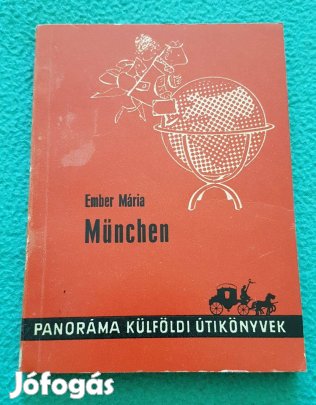 Ember Mária
München
PANORÁMA KÜLFÖLDI ÚTIKÖNYVEK
Jófogás